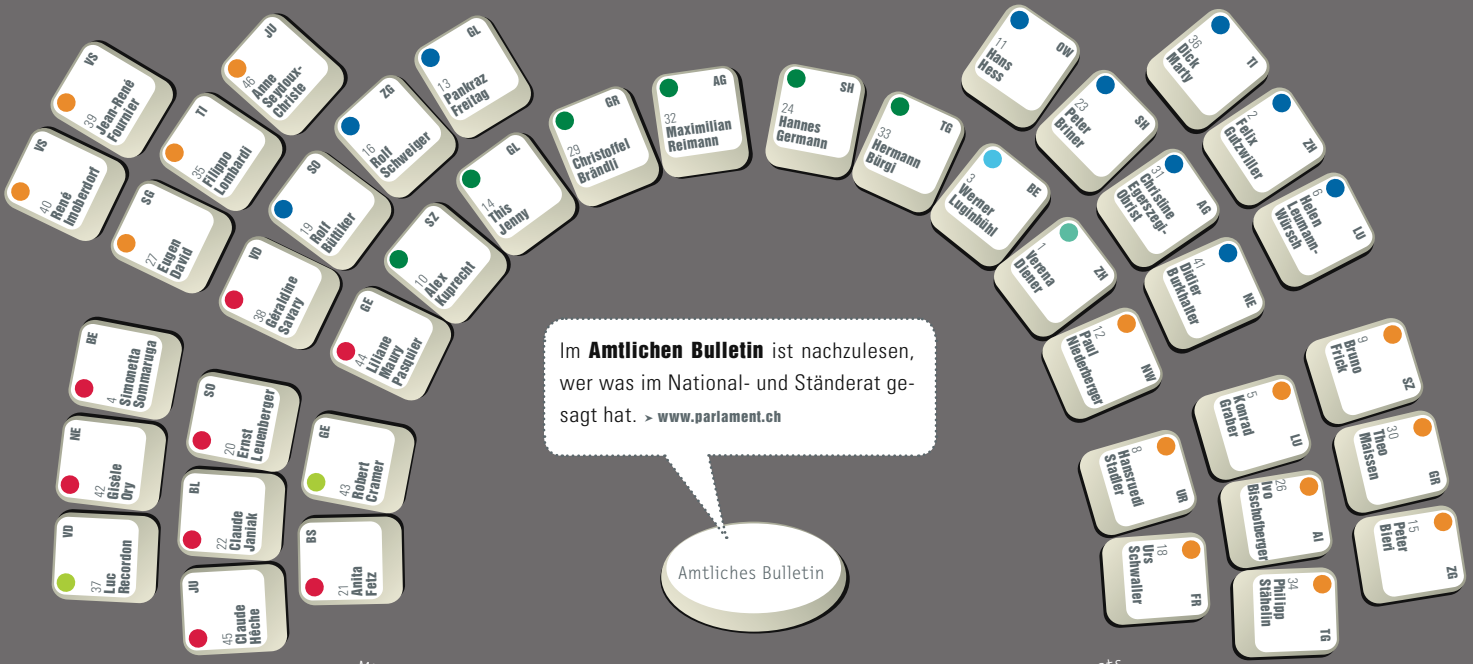 VS
39
Jean-René
Fournier
VS
40
René
Imoberdorf
JU
46
Anne
Seydoux-
Christe
TI
35
Filippo
Lombardi
SG
27
Eugen
David
GL
13
Pankraz
Freitag
ZG
16
Rolf
Schweiger
SO
19
Rolf
Büttiker
VD
38
Géraldine
Savary
GL
14
This
Jenny
SZ
10
Alex
Kuprecht
GE
44
Liliane
Maury
Pasquier
GR
29
Christoffel
Brändli
AG
32
Maximilian
Reimann
SH
24
Hannes
Germann
TG
33
Hermann
Bürgi
OW
11
Hans
Hess
SH
23
Peter
Briner
BE
3
Werner
Luginbühl
ZH
1
Verena
Diener
TI
36
Dick
Marty
ZH
2
Felix
Gutzwiller
AG
31
Christine
Egerszegi-
Obrist
LU
6
Helen
Leumann-
Würsch
NE
41
Didier
Burkhalter
NW
12
Paul
Niederberger
BE
4
Simonetta
Sommaruga
NE
42
Gisèle
Ory
VD
37
Luc
Recordon
SO
20
Ernst
Leuenberger
BL
22
Claude
Janiak
JU
45
Claude
Hêche
GE
43
Robert
Cramer
BS
21
Anita
Fetz
Im Amtlichen Bulletin ist nachzulesen,
wer was im National- und Ständerat ge-
sagt hat. ➤ www.parlament.ch
Amtliches Bulletin
SZ
9
Bruno
Frick
LU
5
Konrad
Graber
UR
8
Hansruedi
Stadler
GR
30
Theo
Maissen
AI
26
Ivo
Bischofberger
FR
18
Urs
Schwaller
ZG
15
Peter
Bieri
TG
34
Philipp
Stähelin